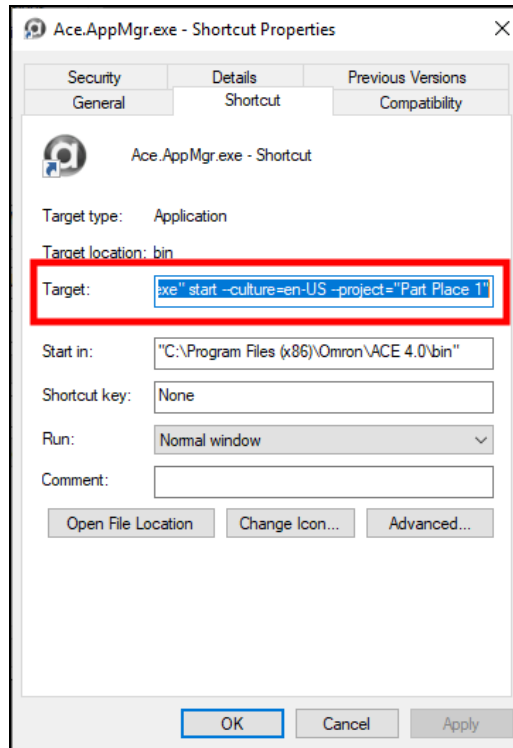 Ace.AppMgr.exe - Shortcut Properties
Security Details Previous Versions
General Shortcut Compatibility
Ace.AppMgr.exe - Shortcut
Target type: Application
Target location: bin
Target: exe" start --culture=en-US --project="Part Place 1"
Start in: "C:\Program Files (x86)\Omron\ACE 4.0\bin"
Shortcut key: None
Run: Normal window
Comment:
Open File Location Change Icon... Advanced...
OK Cancel Apply